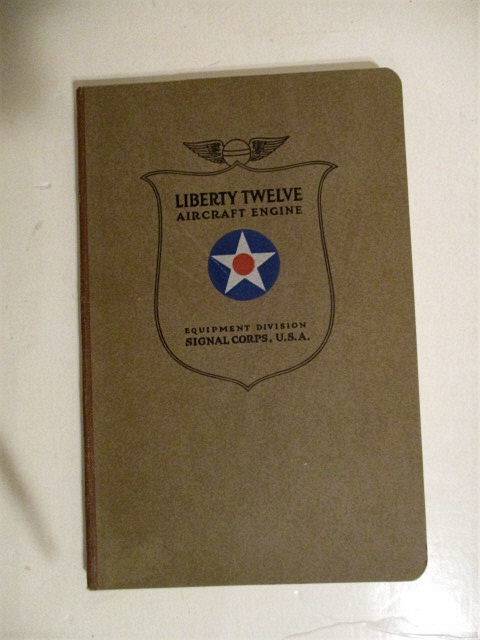 LIBERTY TWELVE
AIRCRAFT ENGINE
EQUIPMENT DIVISION
SIGNAL CORPS, U.S.A.